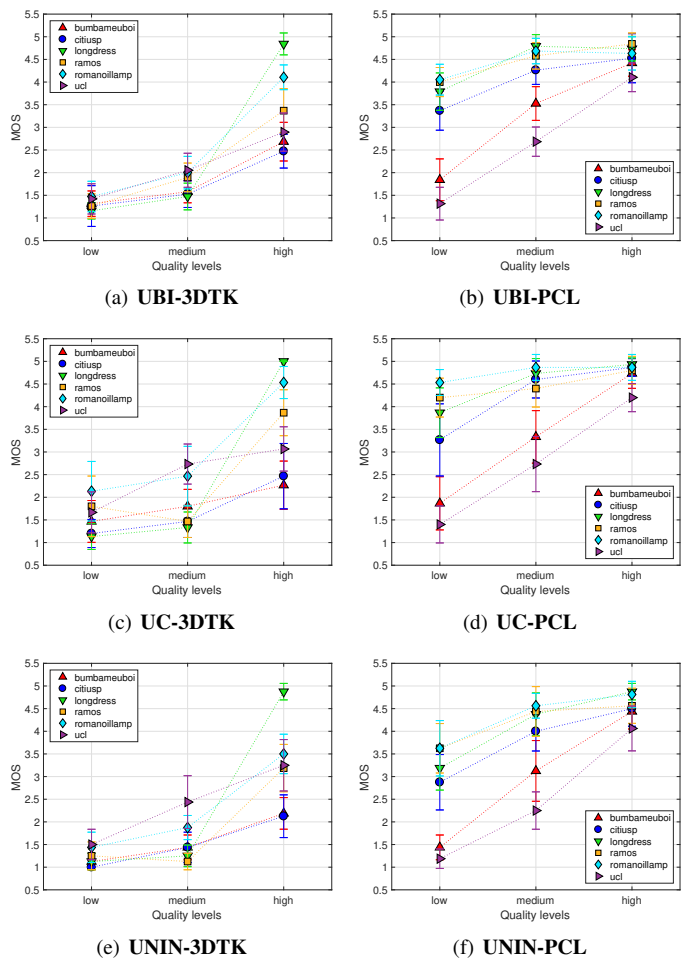 5.5
5
4.5
4
3.5
3
2.5
2
1.5
1
0.5
MOS
bumbameuboi
citiusp
longdress
ramos
romanoillamp
ucl
low medium high
Quality levels
(a) UBI-3DTK
5.5
5
4.5
4
3.5
3
2.5
2
1.5
1
0.5
MOS
bumbameuboi
citiusp
longdress
ramos
romanoillamp
ucl
low medium high
Quality levels
(b) UBI-PCL
5.5
5
4.5
4
3.5
3
2.5
2
1.5
1
0.5
MOS
bumbameuboi
citiusp
longdress
ramos
romanoillamp
ucl
low medium high
Quality levels
(c) UC-3DTK
5.5
5
4.5
4
3.5
3
2.5
2
1.5
1
0.5
MOS
bumbameuboi
citiusp
longdress
ramos
romanoillamp
ucl
low medium high
Quality levels
(d) UC-PCL
5.5
5
4.5
4
3.5
3
2.5
2
1.5
1
0.5
MOS
bumbameuboi
citiusp
longdress
ramos
romanoillamp
ucl
low medium high
Quality levels
(e) UNIN-3DTK
5.5
5
4.5
4
3.5
3
2.5
2
1.5
1
0.5
MOS
bumbameuboi
citiusp
longdress
ramos
romanoillamp
ucl
low medium high
Quality levels
(f) UNIN-PCL